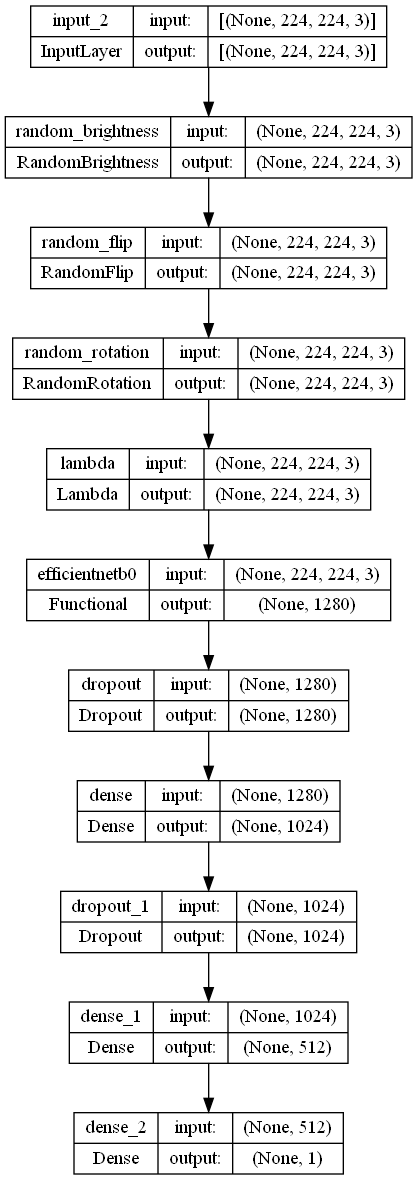 input_2 input: [(None, 224, 224, 3)]
InputLayer output: [(None, 224, 224, 3)]
random_brightness input: (None, 224, 224, 3)
RandomBrightness output: (None, 224, 224, 3)
random_flip input: (None, 224, 224, 3)
RandomFlip output: (None, 224, 224, 3)
random_rotation input: (None, 224, 224, 3)
RandomRotation output: (None, 224, 224, 3)
lambda input: (None, 224, 224, 3)
Lambda output: (None, 224, 224, 3)
efficientnetb0 input: (None, 224, 224, 3)
Functional output: (None, 1280)
dropout input: (None, 1280)
Dropout output: (None, 1280)
dense input: (None, 1280)
Dense output: (None, 1024)
dropout_1 input: (None, 1024)
Dropout output: (None, 1024)
dense_1 input: (None, 1024)
Dense output: (None, 512)
dense_2 input: (None, 512)
Dense output: (None, 1)